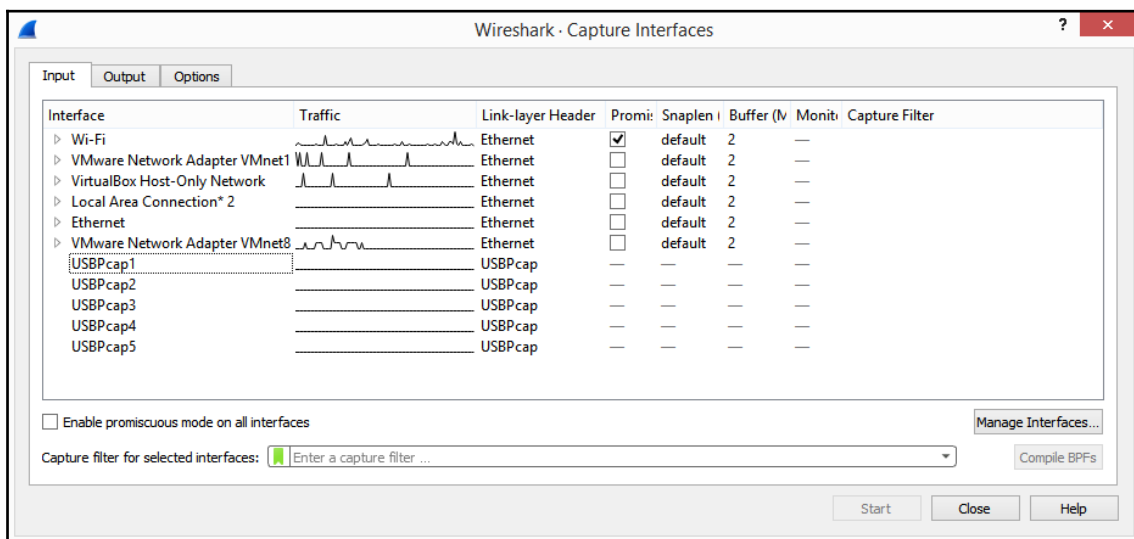 Wireshark · Capture Interfaces ? ×
Input Output Options
Interface Traffic Link-layer Header Promi: Snaplen ( Buffer (M Monit Capture Filter
Wi-Fi Ethernet default 2 —
VMware Network Adapter VMnet1 Ethernet default 2 —
VirtualBox Host-Only Network Ethernet default 2 —
Local Area Connection* 2 Ethernet default 2 —
Ethernet Ethernet default 2 —
VMware Network Adapter VMnet8 Ethernet default 2 —
USBPcap1 USBPcap — — — —
USBPcap2 USBPcap — — — —
USBPcap3 USBPcap — — — —
USBPcap4 USBPcap — — — —
USBPcap5 USBPcap — — — —
Enable promiscuous mode on all interfaces Manage Interfaces...
Capture filter for selected interfaces: Enter a capture filter ... Compile BPFs
Start Close Help